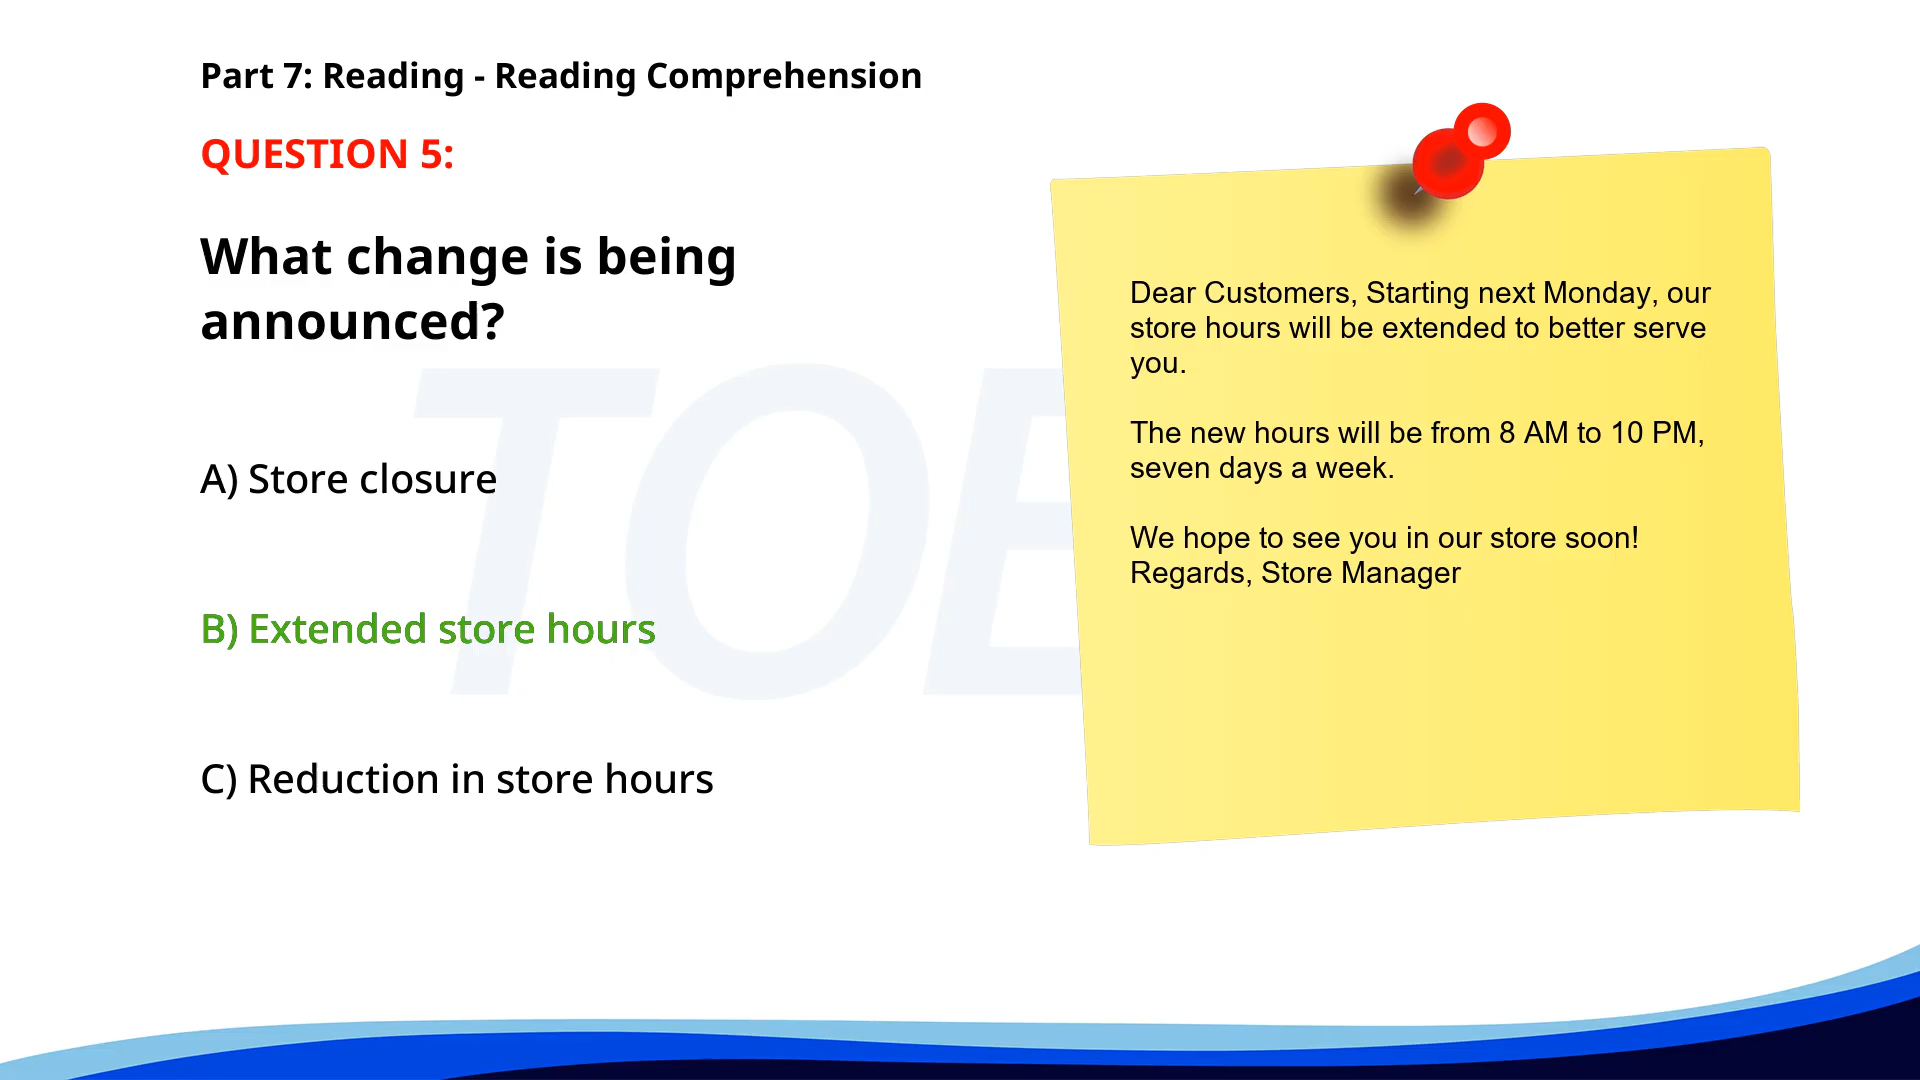 Part 7: Reading - Reading Comprehension
QUESTION 5:
What change is being
announced?
A) Store closure
B) Extended store hours
C) Reduction in store hours
Dear Customers, Starting next Monday, our
store hours will be extended to better serve
you.
The new hours will be from 8 AM to 10 PM,
seven days a week.
We hope to see you in our store soon!
Regards, Store Manager
TOE